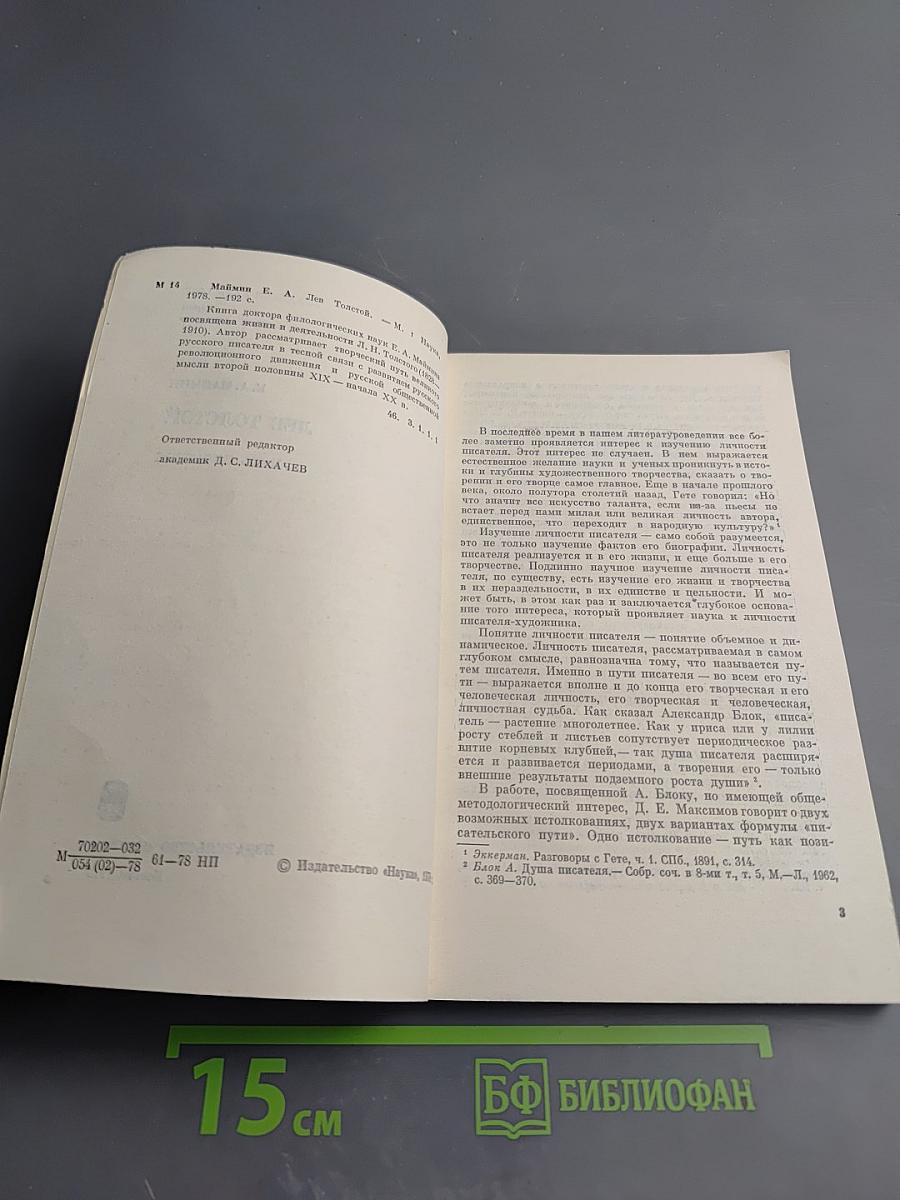 М 14
Маймин Е. А. Лев Толстой. — М. : Наука,
1978. —192 с.
Книга доктора филологических наук Е. А. Маймина
посвящена жизни и деятельности Л. Н. Толстого (1828—
1910). Автор рассматривает творческий путь великого
русского писателя в тесной связи с развитием русского
революционного движения и русской общественной
мысли второй половины XIX — начала XX в.
46. 3. 1. 1. 1
Ответственный редактор
академик Д. С. ЛИХАЧЕВ
М 70202—032
054 (02)—78 61—78 НП
© Издательство «Наука»,
В последнее время в нашем литературоведении все бо-
лее заметно проявляется интерес к изучению личности
писателя. Этот интерес не случаен. В нем выражается
естественное желание науки и ученых проникнуть в исто-
ки и глубины художественного творчества, сказать о тво-
рении и его творце самое главное. Еще в начале прошлого
века, около полутора столетий назад, Гете говорил: «Но
что значит все искусство таланта, если из-за пьесы не
встает перед нами милая или великая личность автора,
единственное, что переходит в народную культуру?» 1
Изучение личности писателя — само собой разумеется,
это не только изучение фактов его биографии. Личность
писателя реализуется и в его жизни, и еще больше в его
творчестве. Подлинно научное изучение личности писа-
теля, по существу, есть изучение его жизни и творчества
в их нераздельности, в их единстве и цельности. И мо-
жет быть, в этом как раз и заключается глубокое основа-
ние того интереса, который проявляет наука к личности
писателя-художника.
Понятие личности писателя — понятие объемное и ди-
намическое. Личность писателя, рассматриваемая в самом
глубоком смысле, равнозначна тому, что называется пу-
тем писателя. Именно в пути писателя — во всем его пу-
ти — выражается вполне и до конца его творческая и его
человеческая личность, его творческая и человеческая,
личностная судьба. Как сказал Александр Блок, «писа-
тель — растение многолетнее. Как у ириса или у лилии
росту стеблей и листьев сопутствует периодическое раз-
витие корневых клубней,— так душа писателя расширя-
ется и развивается периодами, а творения его — только
внешние результаты подземного роста души» 2.
В работе, посвященной А. Блоку, но имеющей обще-
методологический интерес, Д. Е. Максимов говорит о двух
возможных истолкованиях, двух вариантах формулы «пи-
сательского пути». Одно истолкование — путь как пози-
1 Эккерман. Разговоры с Гете, ч. 1. СПб., 1891, с. 314.
2 Блок А. Душа писателя.— Собр. соч. в 8-ми т., т. 5, М.—Л., 1962,
с. 369—370.
3
15 см
БФ БИБЛИОФАН